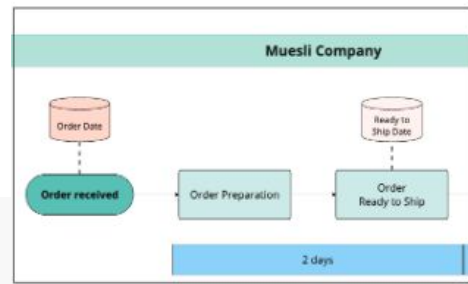 Muesli Company
Order Date
Ready to
Ship Date
Order received
Order Preparation
Order
Ready to Ship
2 days